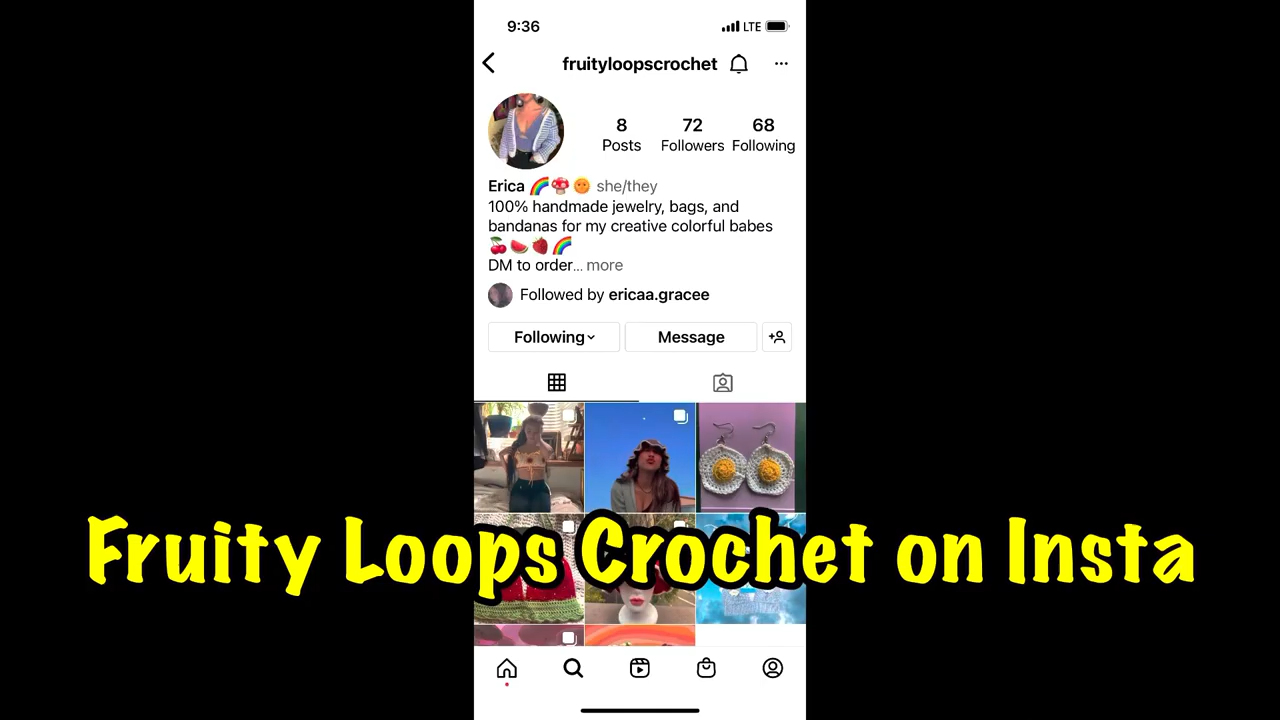 9:36
LTE
fruityloopscrochet
8
72
68
Posts
Followers
Following
Erica 🌈🍄🌞 she/they
100% handmade jewelry, bags, and
bandanas for my creative colorful babes
🍒🍉🍓🌈
DM to order... more
Followed by ericaa.gracee
Following
Message
Fruity Loops Crochet on Insta